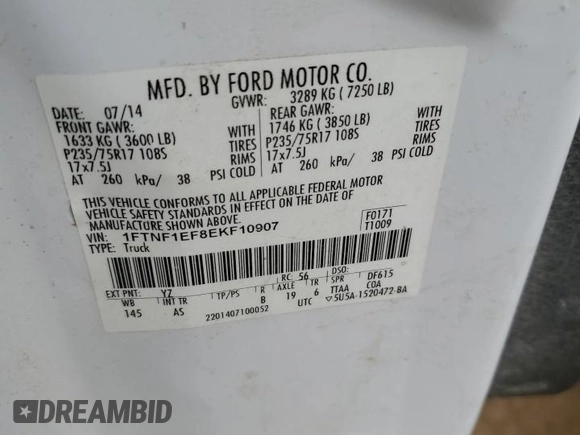 MFD. BY FORD MOTOR CO.
DATE: 07/14 GVWR: 3289 KG ( 7250 LB)
FRONT GAWR: REAR GAWR:
1633 KG ( 3600 LB) WITH 1746 KG ( 3850 LB) WITH
P235/75R17 108S TIRES P235/75R17 108S TIRES
17x7.5J RIMS 17x7.5J RIMS
AT 260 kPa/ 38 PSI COLD AT 260 kPa/ 38 PSI COLD
THIS VEHICLE CONFORMS TO ALL APPLICABLE FEDERAL MOTOR
VEHICLE SAFETY STANDARDS IN EFFECT ON THE DATE OF
MANUFACTURE SHOWN ABOVE.
VIN: 1FTNF1EF8EKF10907 F0171
TYPE: Truck T1009
EXT PNT: YZ RC: 56 DSO:
WB INT TR TP/PS R AXLE TR SPR DF615
145 AS B 19 6 TTAA COA
2201407100052 UTC ▽5U5A-1520472-BA
DREAMBID